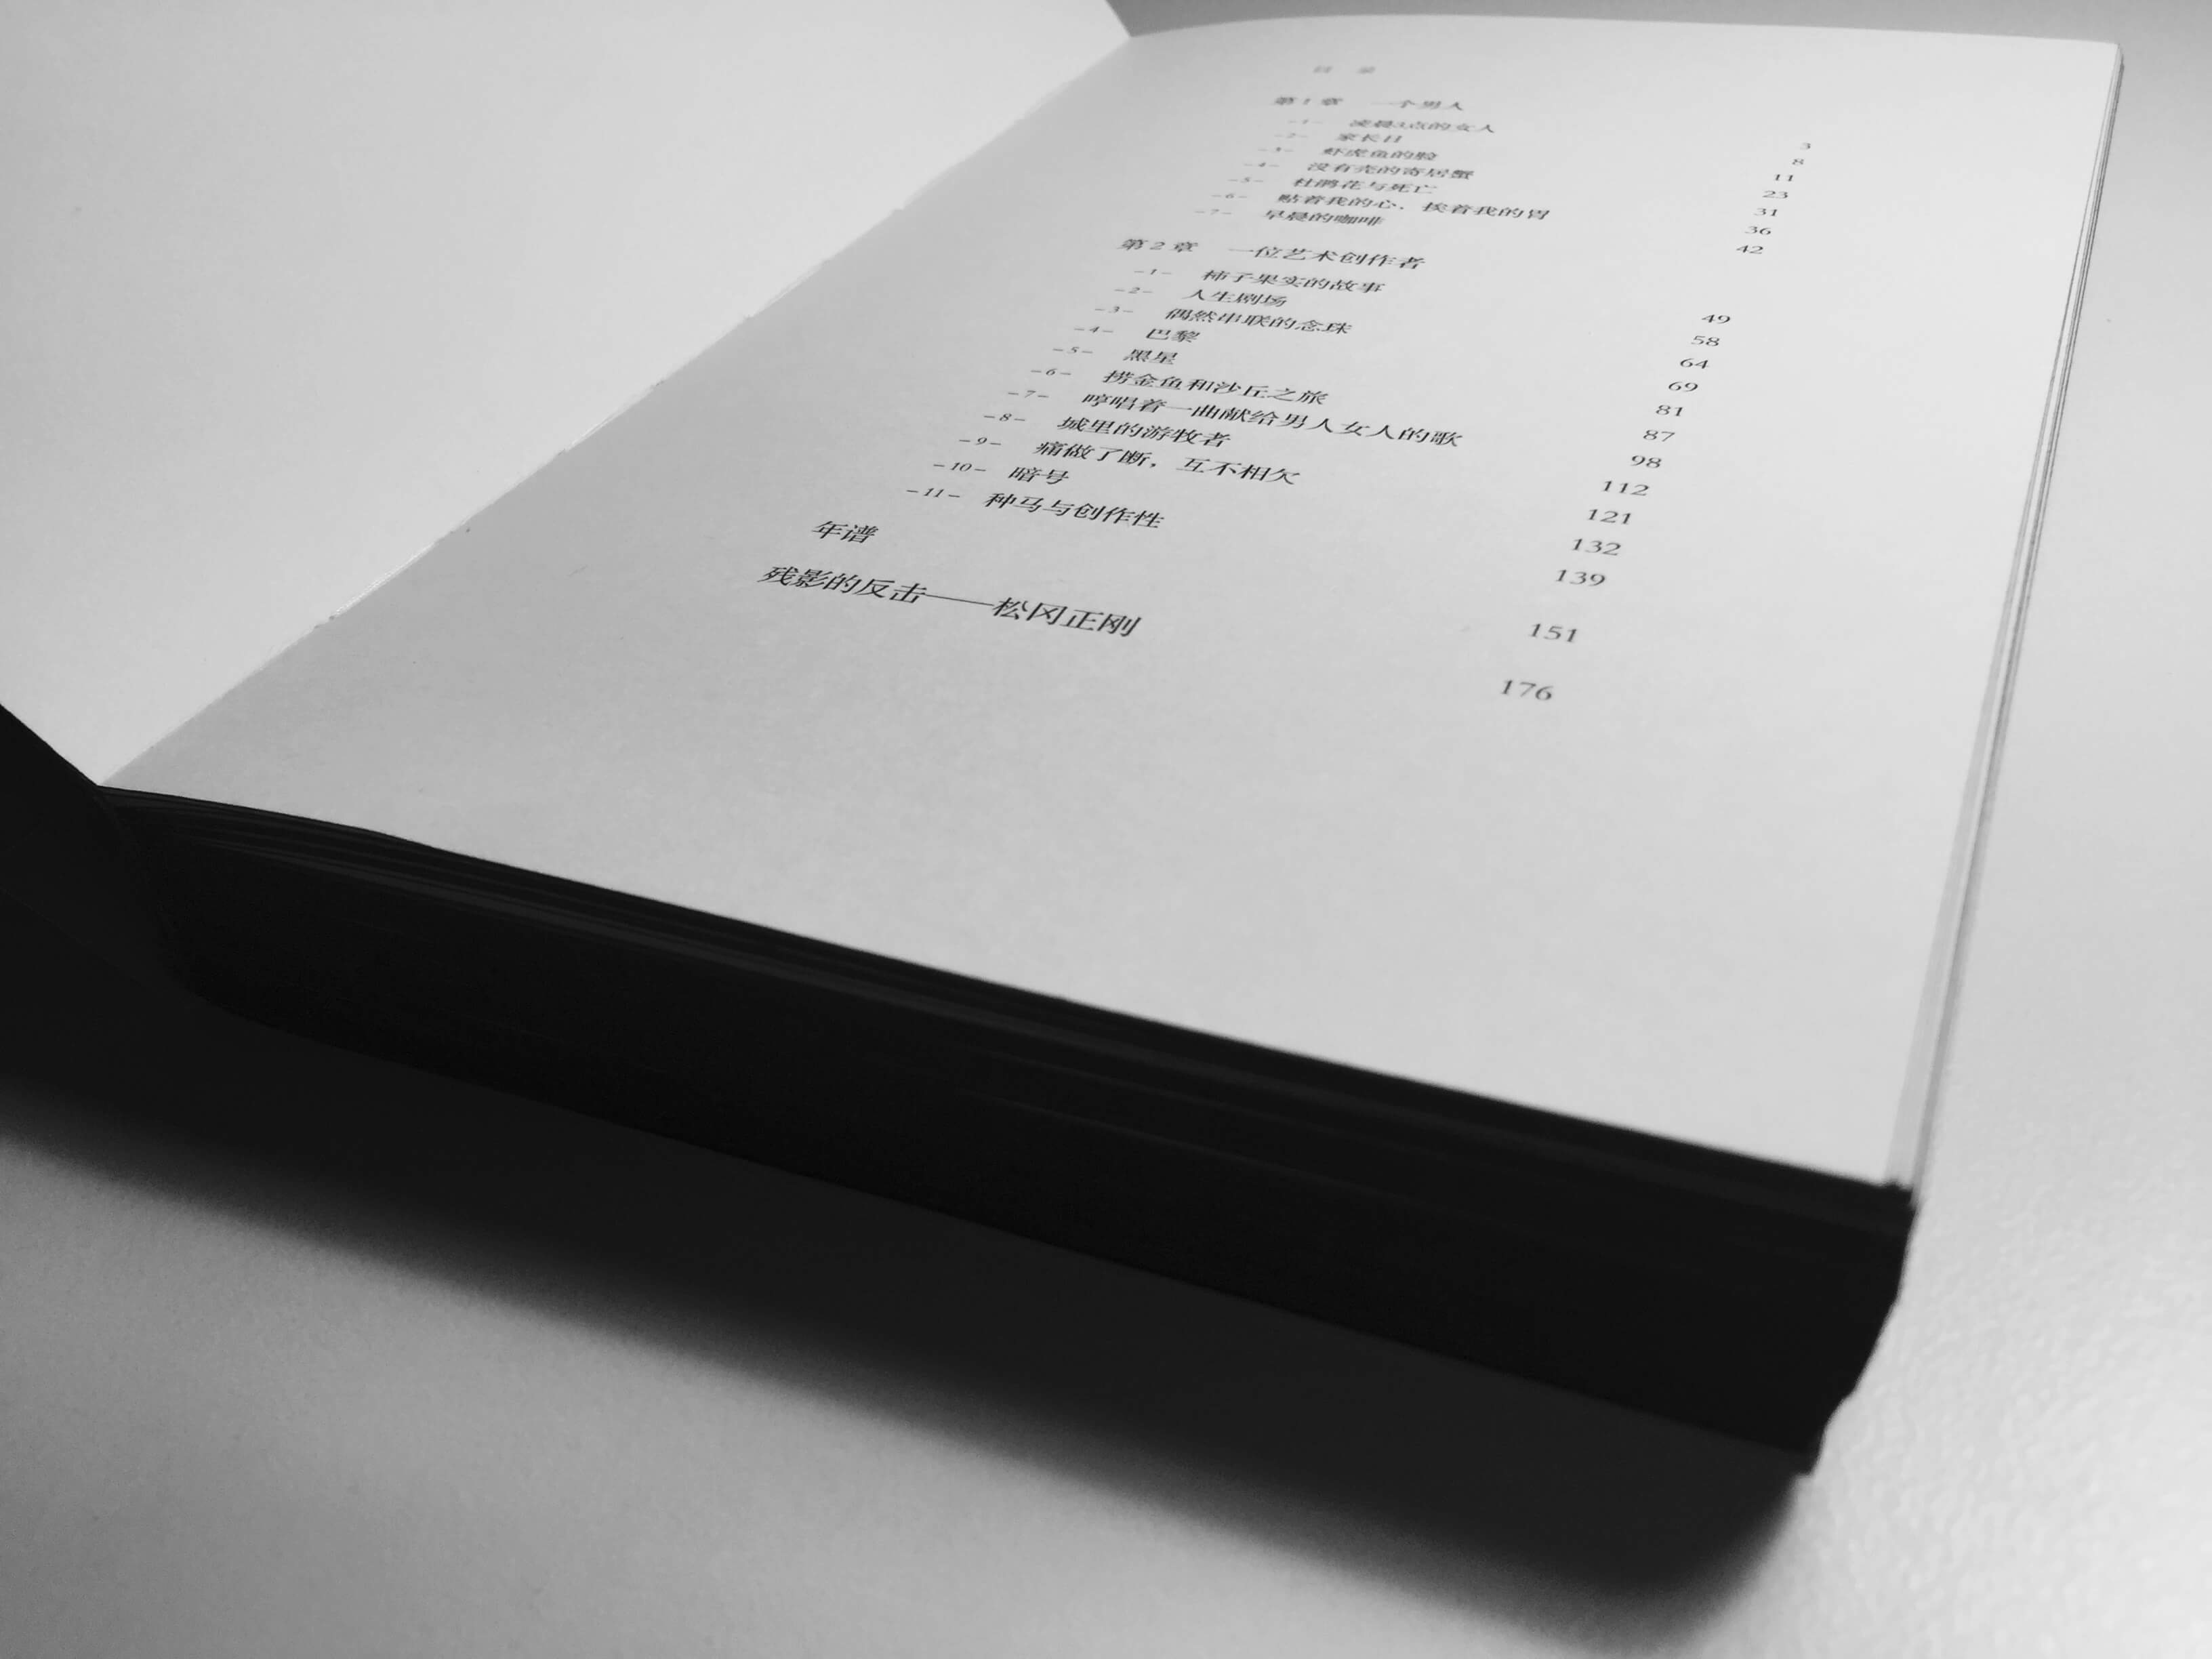 目 录
第1章 一个男人
-1- 凌晨3点的女人 3
-2- 家长日 8
-3- 虾虎鱼的脸 11
-4- 没有壳的寄居蟹 23
-5- 杜鹃花与死亡 31
-6- 贴着我的心，挨着我的胃 36
-7- 早晨的咖啡 42
第2章 一位艺术创作者
-1- 柿子果实的故事 49
-2- 人生剧场 58
-3- 偶然串联的念珠 64
-4- 巴黎 69
-5- 黑星 81
-6- 捞金鱼和沙丘之旅 87
-7- 哼唱着一曲献给男人女人的歌 98
-8- 城里的游牧者 112
-9- 痛做了断，互不相欠 121
-10- 暗号 132
-11- 种马与创作性 139
年谱 151
残影的反击——松冈正刚 176